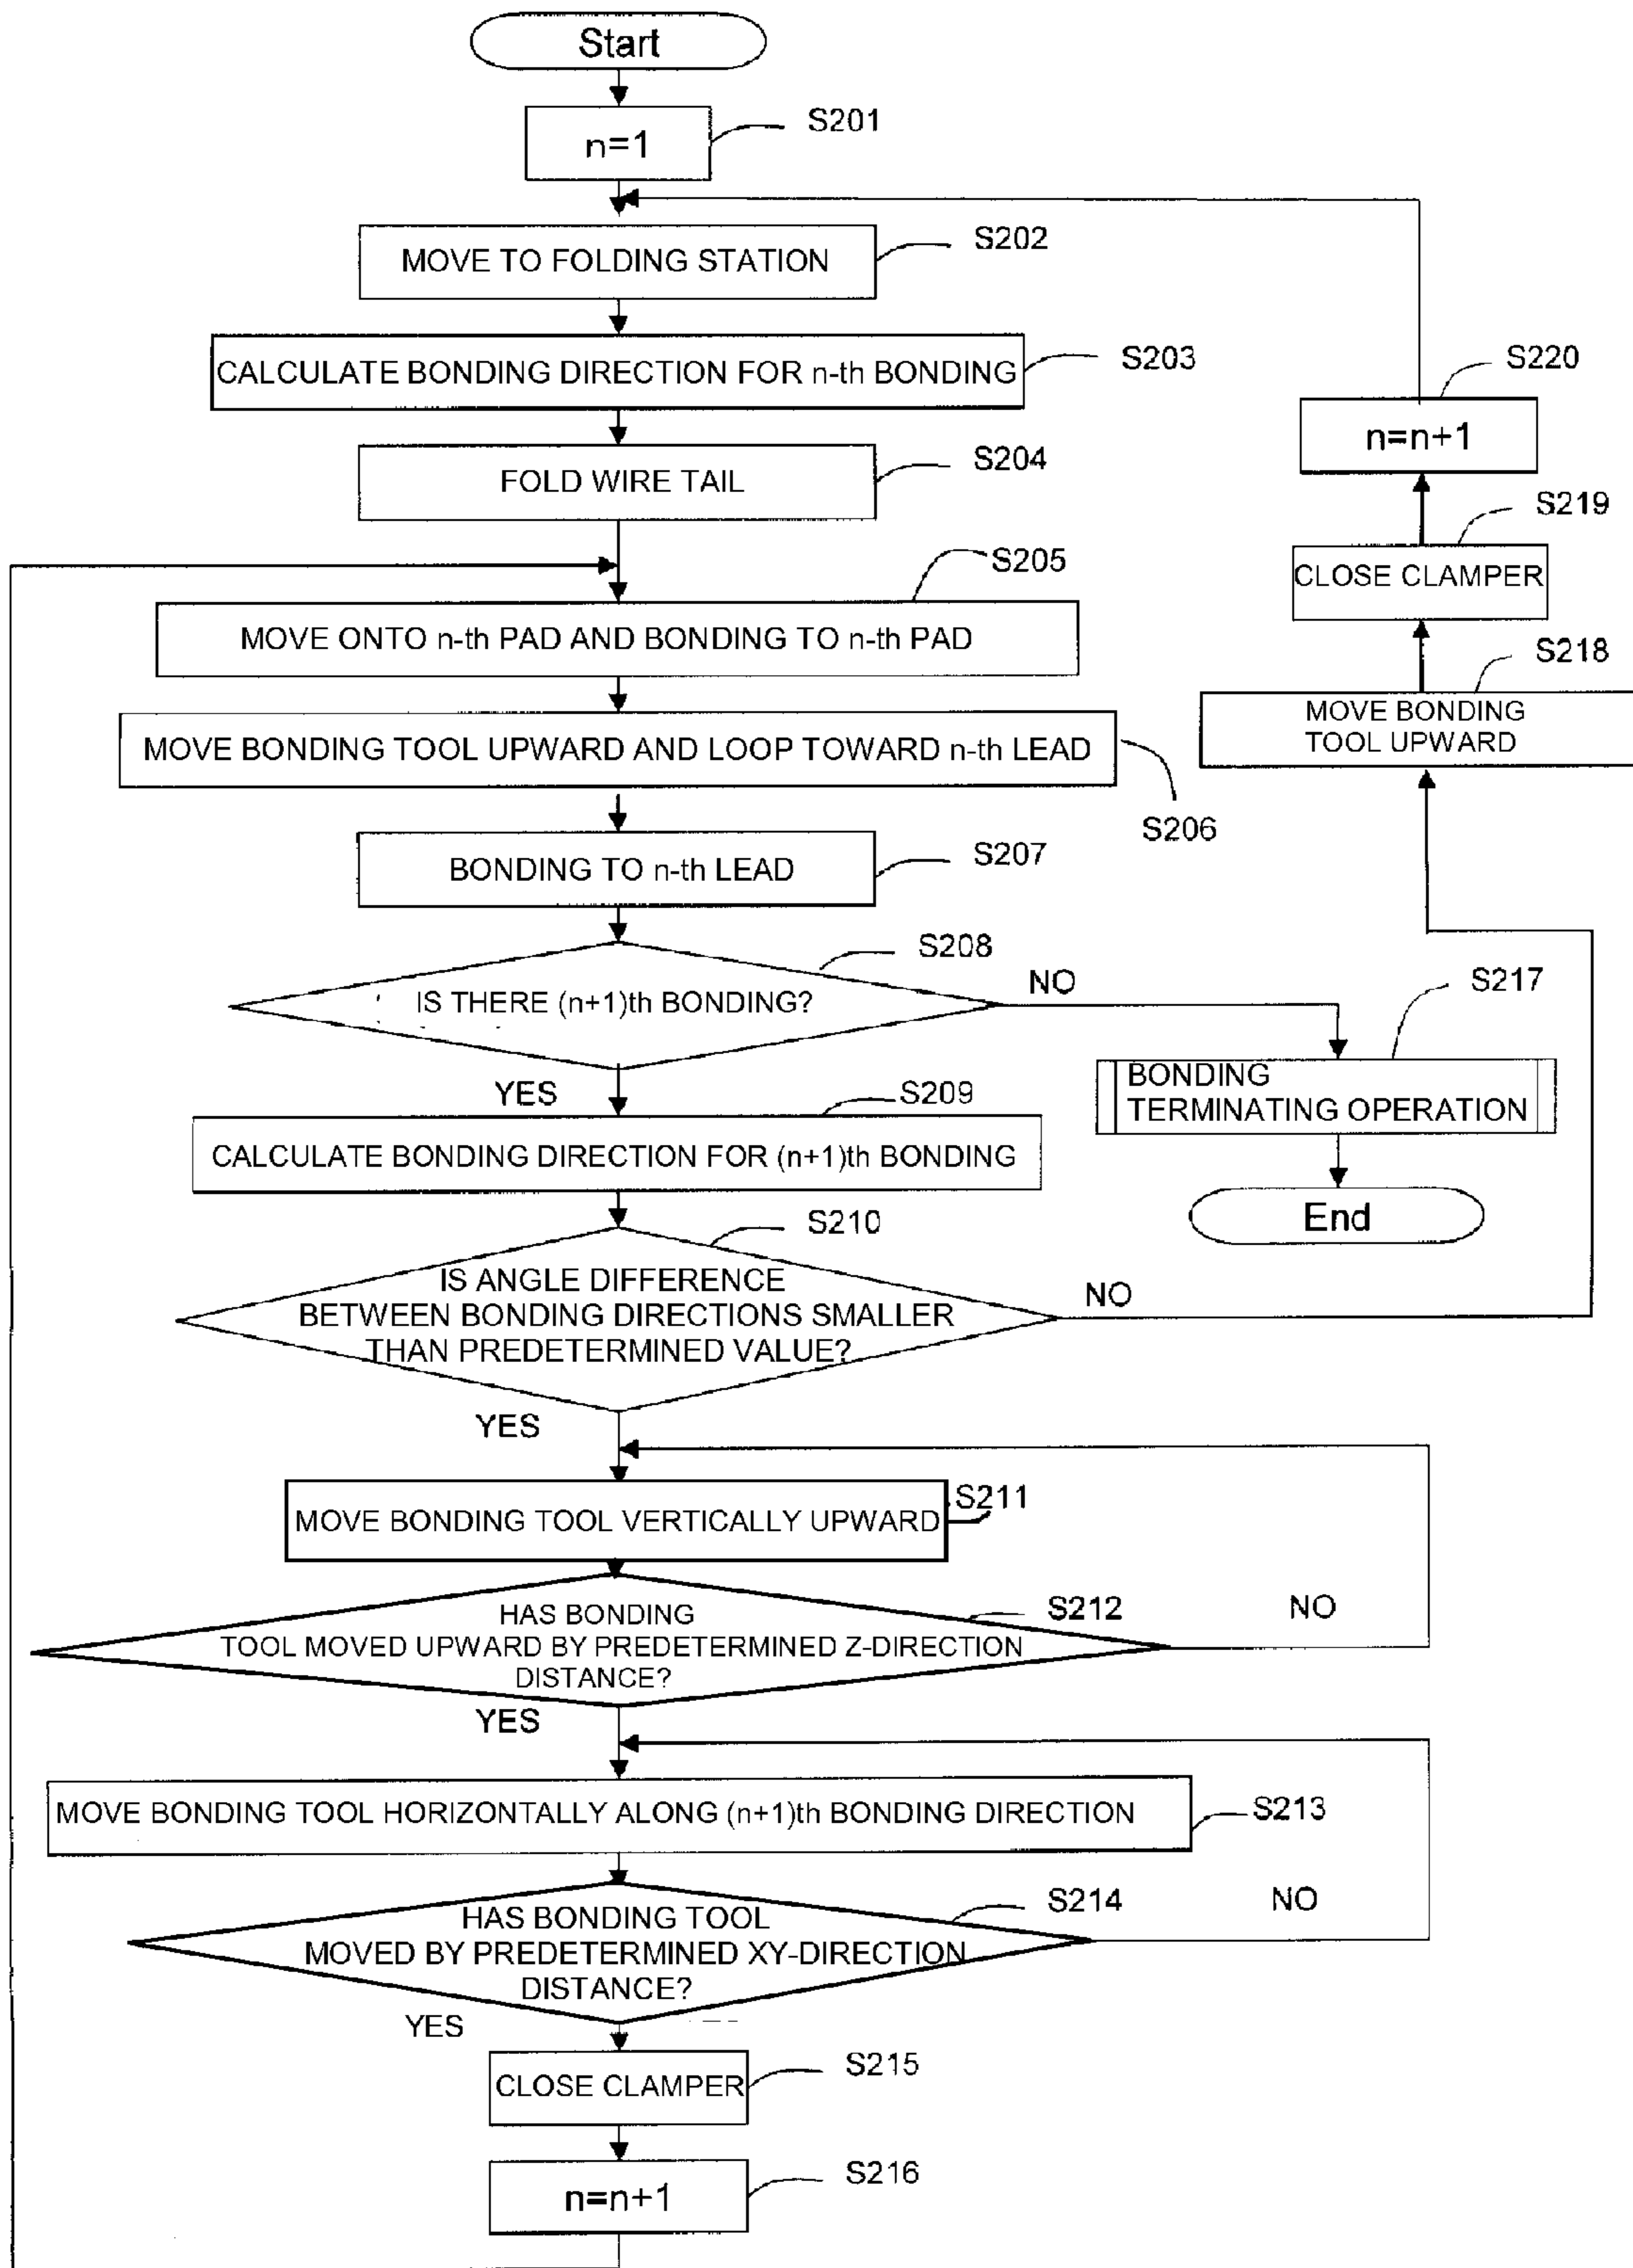 Start
n=1
S201
MOVE TO FOLDING STATION
S202
CALCULATE BONDING DIRECTION FOR n-th BONDING
S203
FOLD WIRE TAIL
S204
MOVE ONTO n-th PAD AND BONDING TO n-th PAD
S205
MOVE BONDING TOOL UPWARD AND LOOP TOWARD n-th LEAD
S206
BONDING TO n-th LEAD
S207
IS THERE (n+1)th BONDING?
S208
NO
YES
CALCULATE BONDING DIRECTION FOR (n+1)th BONDING
S209
IS ANGLE DIFFERENCE
BETWEEN BONDING DIRECTIONS SMALLER
THAN PREDETERMINED VALUE?
S210
NO
YES
MOVE BONDING TOOL VERTICALLY UPWARD
S211
HAS BONDING
TOOL MOVED UPWARD BY PREDETERMINED Z-DIRECTION
DISTANCE?
S212
NO
YES
MOVE BONDING TOOL HORIZONTALLY ALONG (n+1)th BONDING DIRECTION
S213
HAS BONDING TOOL
MOVED BY PREDETERMINED XY-DIRECTION
DISTANCE?
S214
NO
YES
CLOSE CLAMPER
S215
n=n+1
S216
BONDING
TERMINATING OPERATION
S217
End
MOVE BONDING
TOOL UPWARD
S218
CLOSE CLAMPER
S219
n=n+1
S220